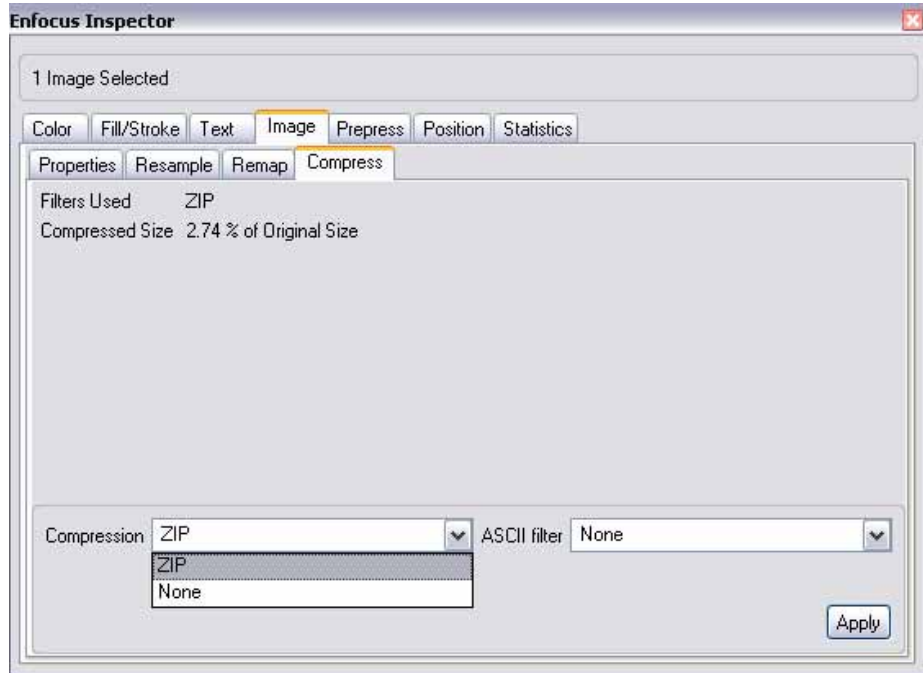 Enfocus Inspector
1 Image Selected
Color Fill/Stroke Text Image Prepress Position Statistics
Properties Resample Remap Compress
Filters Used ZIP
Compressed Size 2.74 % of Original Size
Compression ZIP ASCII filter None
ZIP
None
Apply